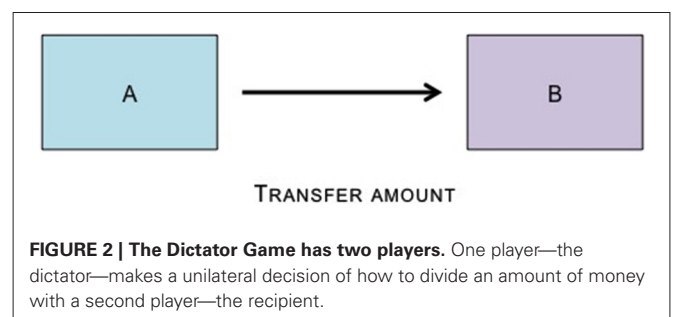 A
B
TRANSFER AMOUNT
FIGURE 2 | The Dictator Game has two players. One player—the
dictator—makes a unilateral decision of how to divide an amount of money
with a second player—the recipient.